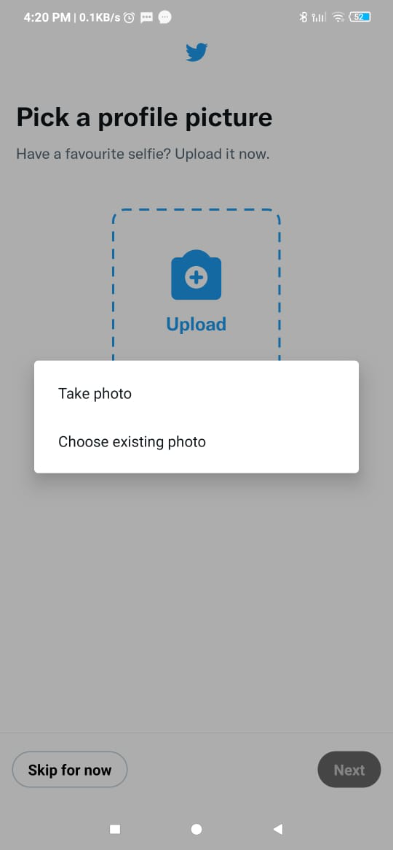 4:20 PM | 0.1KB/s
52
Pick a profile picture
Have a favourite selfie? Upload it now.
Upload
Take photo
Choose existing photo
Skip for now
Next